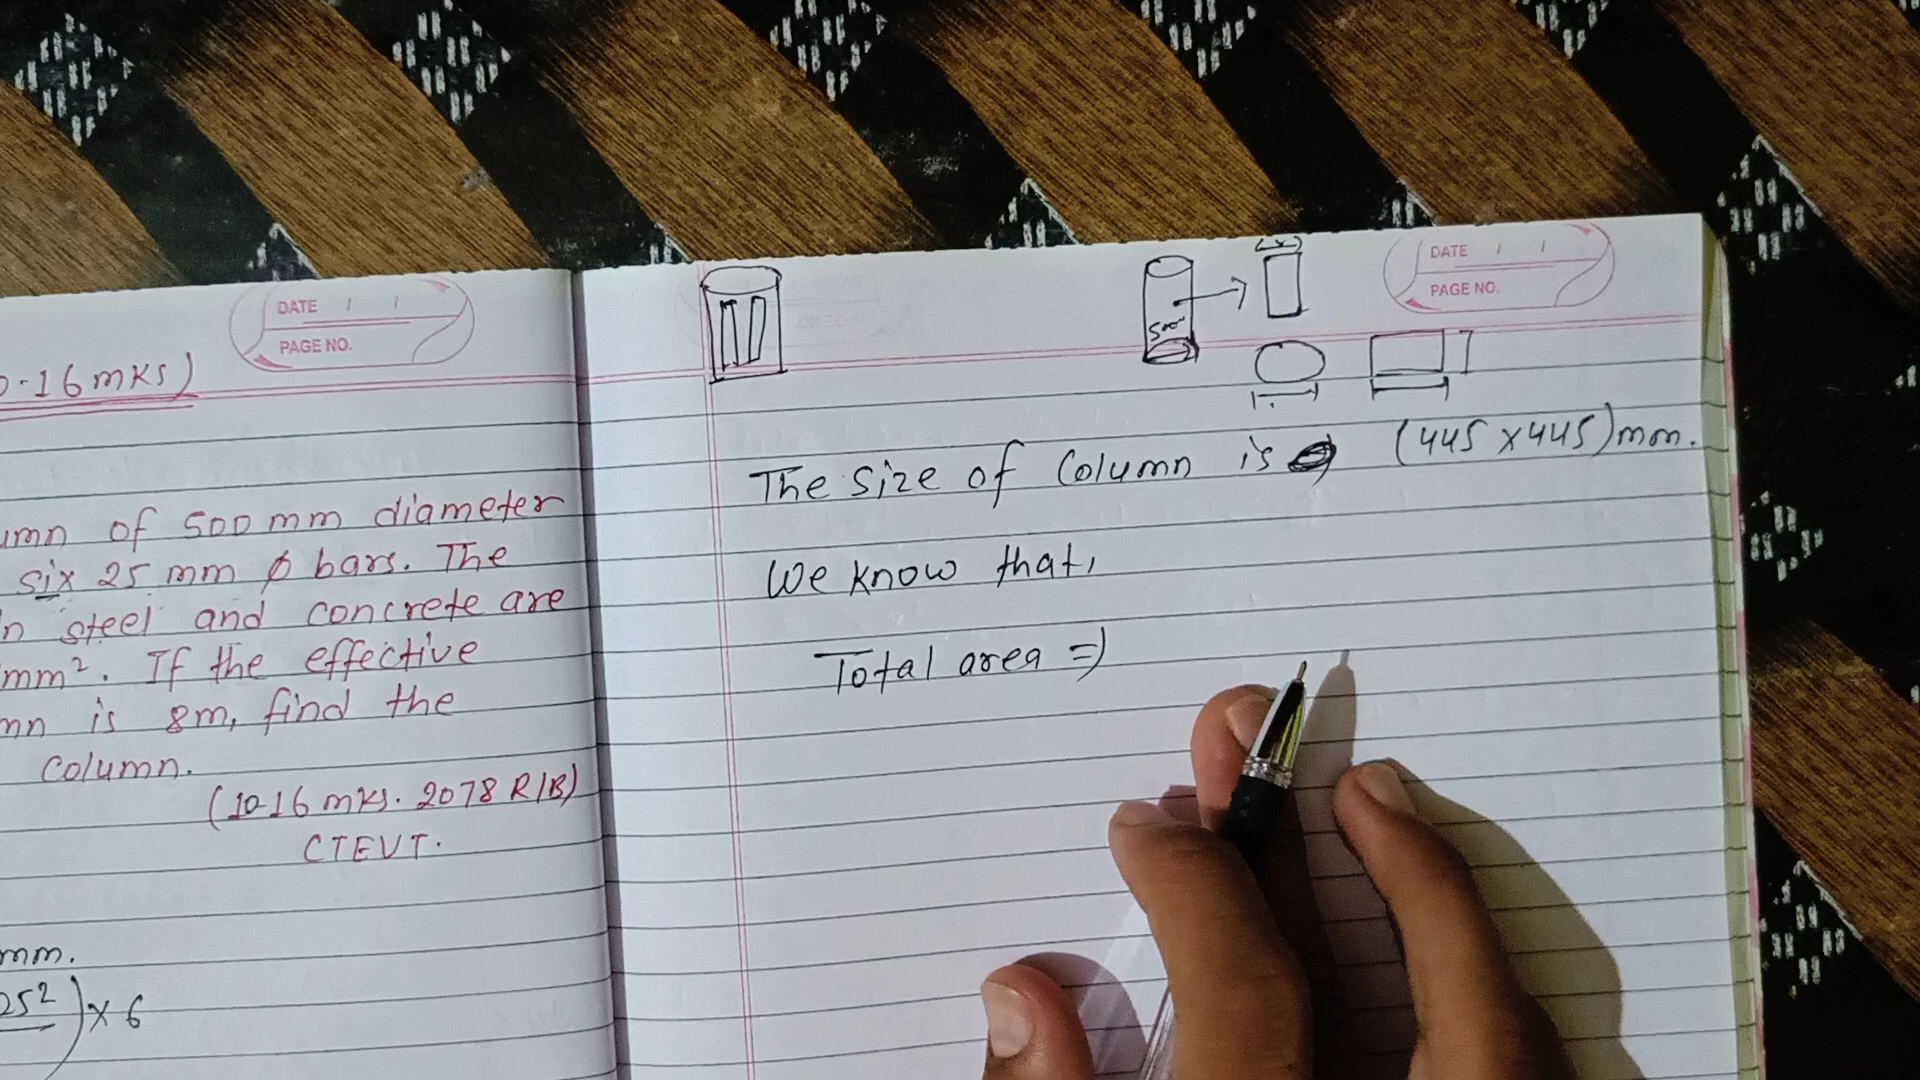 DATE
PAGE NO.
-16 mks)
of 500 mm diameter
six 25 mm φ bars. The
steel and concrete are
mm². If the effective
is 8m, find the
column.
(10-16 mks. 2078 R/B)
CTEVT.
mm.
25²) x 6
DATE
PAGE NO.
500
The size of column is (445 x 445)mm.
We know that,
Total area =)